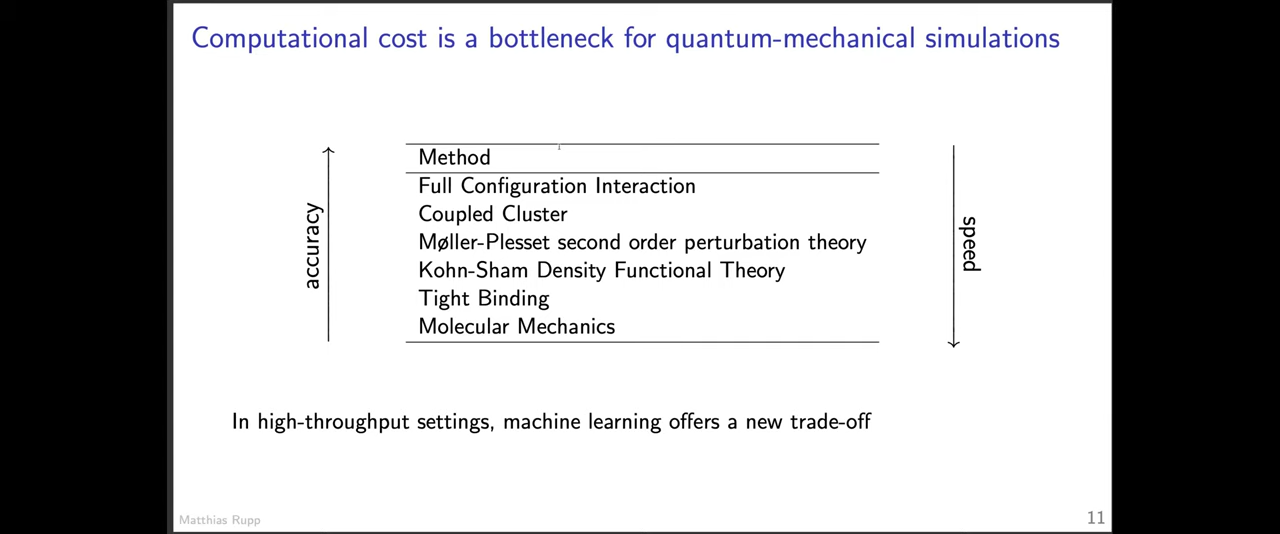 Computational cost is a bottleneck for quantum-mechanical simulations
accuracy
Method
Full Configuration Interaction
Coupled Cluster
Møller-Plesset second order perturbation theory
Kohn-Sham Density Functional Theory
Tight Binding
Molecular Mechanics
speed
In high-throughput settings, machine learning offers a new trade-off
Matthias Rupp
11